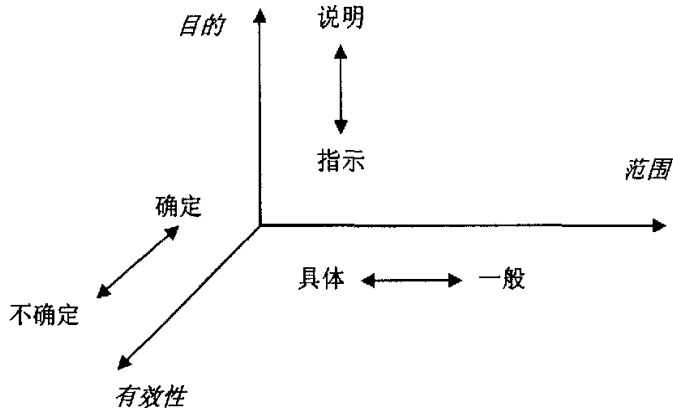 目的
说明
指示
范围
确定
具体
一般
不确定
有效性